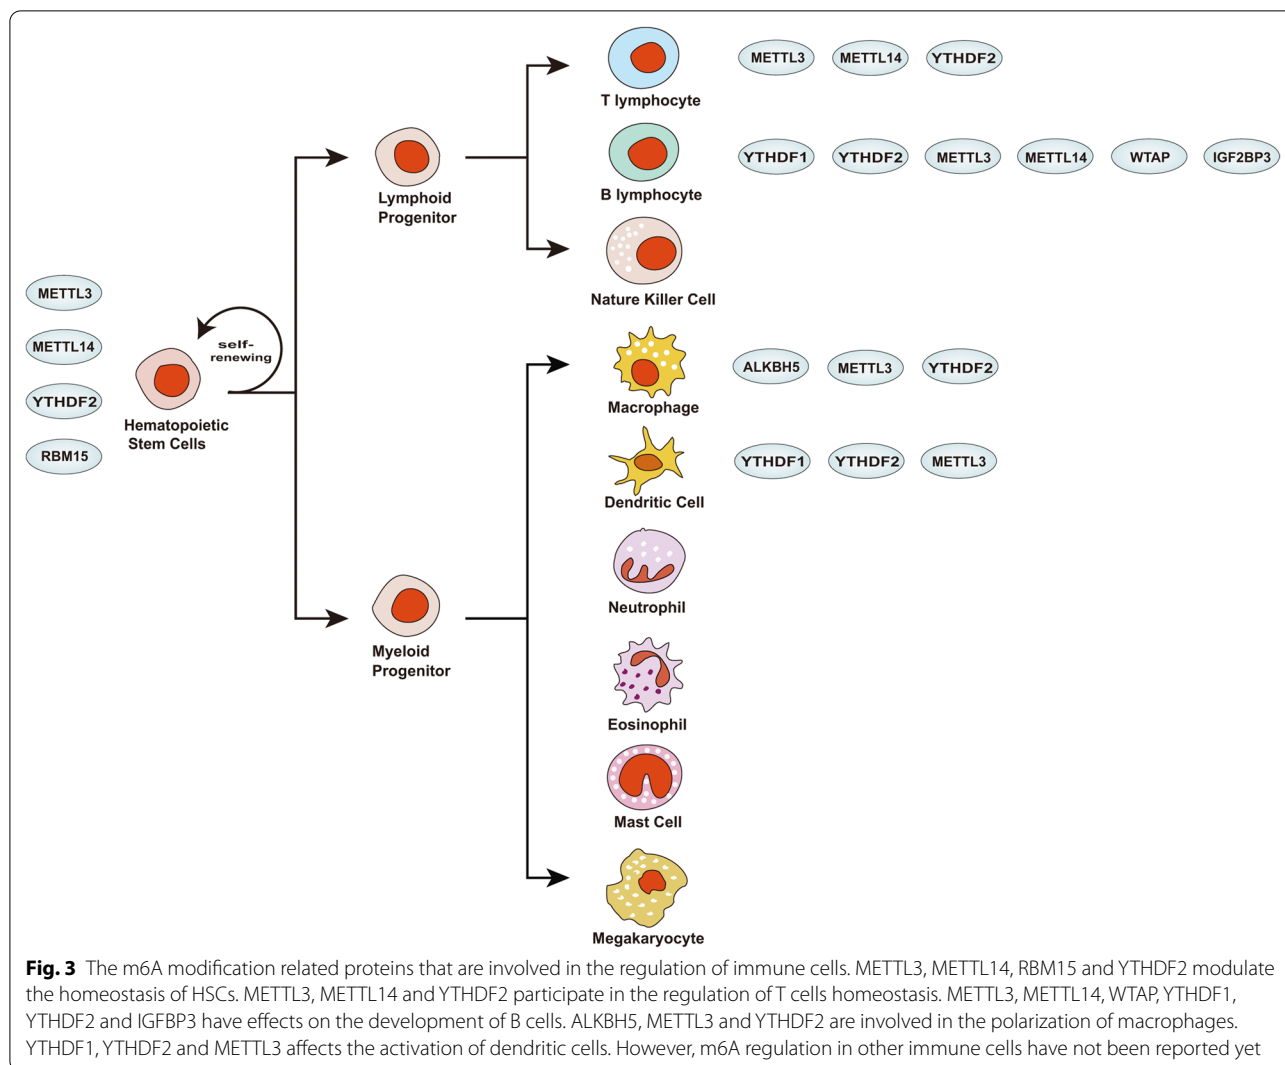 METTL3 METTL14 YTHDF2
T lymphocyte
YTHDF1 YTHDF2 METTL3 METTL14 WTAP IGF2BP3
B lymphocyte
Lymphoid
Progenitor
Nature Killer Cell
METTL3
METTL14
YTHDF2
RBM15
self-
renewing
Hematopoietic
Stem Cells
ALKBH5 METTL3 YTHDF2
Macrophage
YTHDF1 YTHDF2 METTL3
Dendritic Cell
Neutrophil
Myeloid
Progenitor
Eosinophil
Mast Cell
Megakaryocyte
Fig. 3 The m6A modification related proteins that are involved in the regulation of immune cells. METTL3, METTL14, RBM15 and YTHDF2 modulate
the homeostasis of HSCs. METTL3, METTL14 and YTHDF2 participate in the regulation of T cells homeostasis. METTL3, METTL14, WTAP, YTHDF1,
YTHDF2 and IGFBP3 have effects on the development of B cells. ALKBH5, METTL3 and YTHDF2 are involved in the polarization of macrophages.
YTHDF1, YTHDF2 and METTL3 affects the activation of dendritic cells. However, m6A regulation in other immune cells have not been reported yet